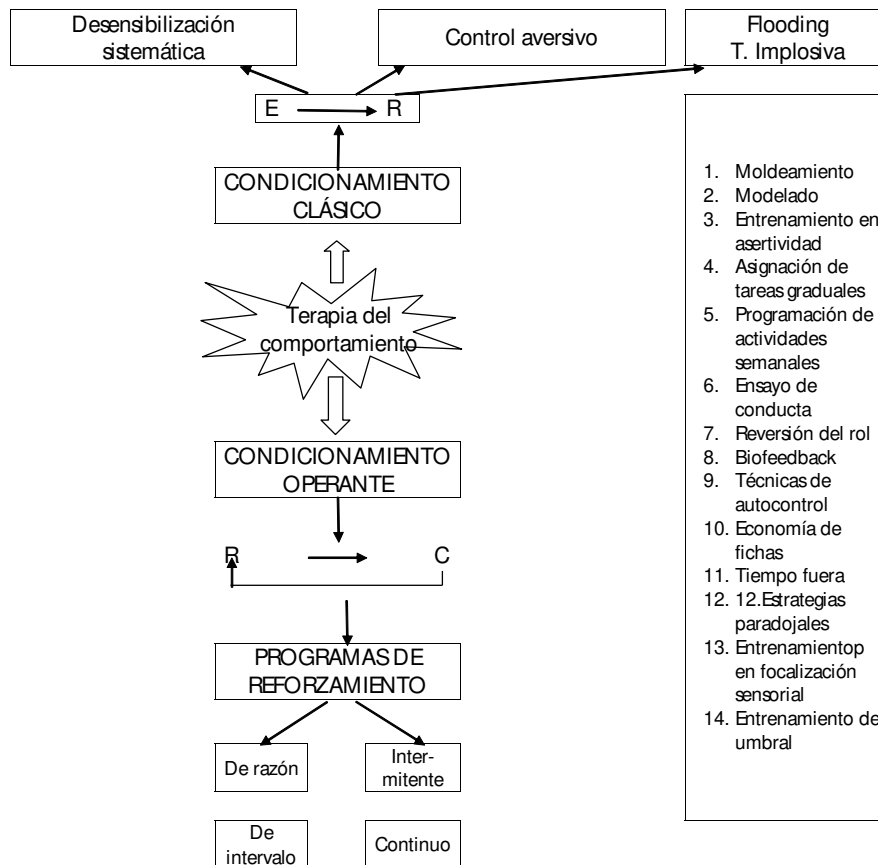 Desensibilización
sistemática
Control aversivo
Flooding
T. Implosiva
E R
CONDICIONAMIENTO
CLÁSICO
Terapia del
comportamiento
CONDICIONAMIENTO
OPERANTE
R C
PROGRAMAS DE
REFORZAMIENTO
De razón
Inter-
mitente
De
intervalo
Continuo
1. Moldeamiento
2. Modelado
3. Entrenamiento en
asertividad
4. Asignación de
tareas graduales
5. Programación de
actividades
semanales
6. Ensayo de
conducta
7. Reversión del rol
8. Biofeedback
9. Técnicas de
autocontrol
10. Economía de
fichas
11. Tiempo fuera
12. 12.Estrategias
paradojales
13. Entrenamientop
en focalización
sensorial
14. Entrenamiento de
umbral